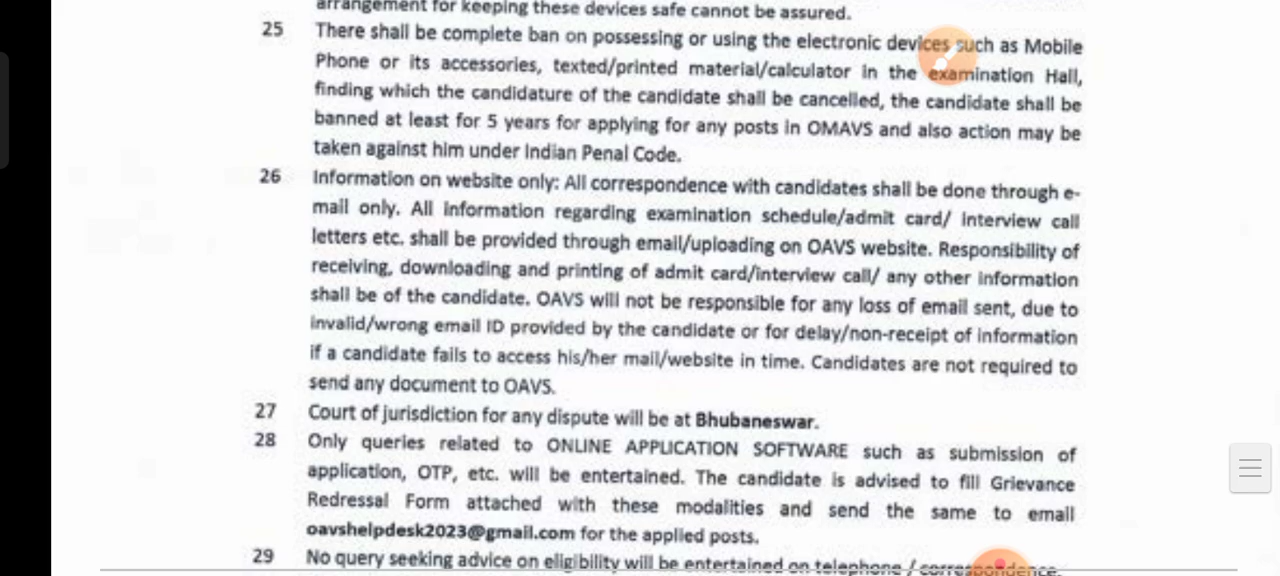 arrangement for keeping these devices safe cannot be assured.
25 There shall be complete ban on possessing or using the electronic devices such as Mobile
Phone or its accessories, texted/printed material/calculator in the examination Hall,
finding which the candidature of the candidate shall be cancelled, the candidate shall be
banned at least for 5 years for applying for any posts in OMAVS and also action may be
taken against him under Indian Penal Code.
26 Information on website only: All correspondence with candidates shall be done through e-
mail only. All information regarding examination schedule/admit card/ interview call
letters etc. shall be provided through email/uploading on OAVS website. Responsibility of
receiving, downloading and printing of admit card/interview call/ any other information
shall be of the candidate. OAVS will not be responsible for any loss of email sent, due to
invalid/wrong email ID provided by the candidate or for delay/non-receipt of information
if a candidate fails to access his/her mail/website in time. Candidates are not required to
send any document to OAVS.
27 Court of jurisdiction for any dispute will be at Bhubaneswar.
28 Only queries related to ONLINE APPLICATION SOFTWARE such as submission of
application, OTP, etc. will be entertained. The candidate is advised to fill Grievance
Redressal Form attached with these modalities and send the same to email
oavshelpdesk2023@gmail.com for the applied posts.
29 No query seeking advice on eligibility will be entertained on telephone / correspondence.